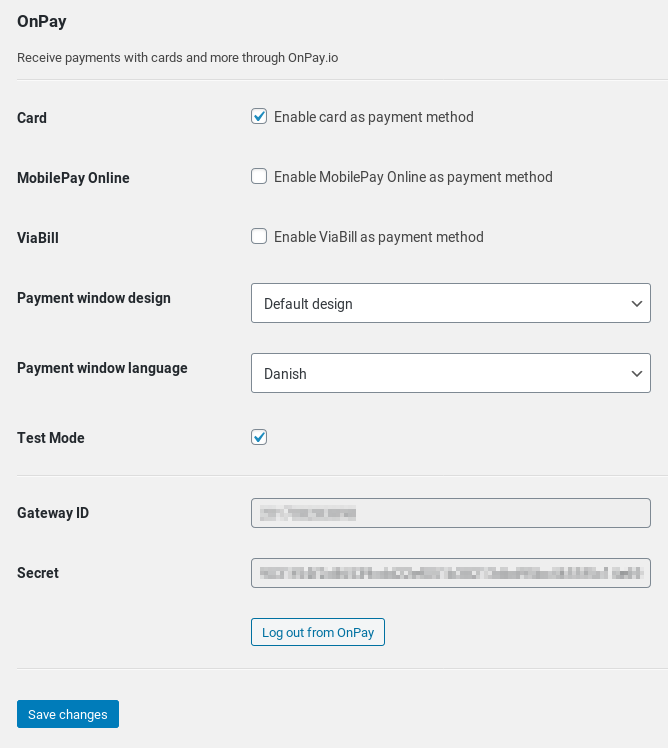 OnPay
Receive payments with cards and more through OnPay.io
Card
Enable card as payment method
MobilePay Online
Enable MobilePay Online as payment method
ViaBill
Enable ViaBill as payment method
Payment window design
Default design
Payment window language
Danish
Test Mode
Gateway ID
Secret
Log out from OnPay
Save changes